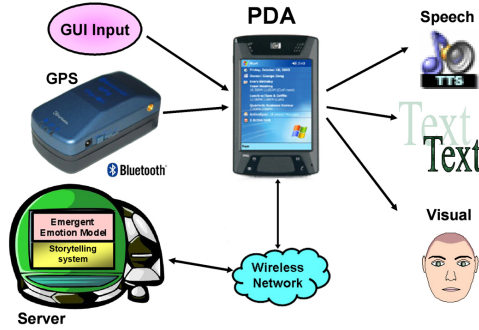 PDA
Speech
GUI Input
GPS
TTS
Text
Text
Bluetooth
Visual
Emergent
Emotion Model
Storytelling
system
Wireless
Network
Server